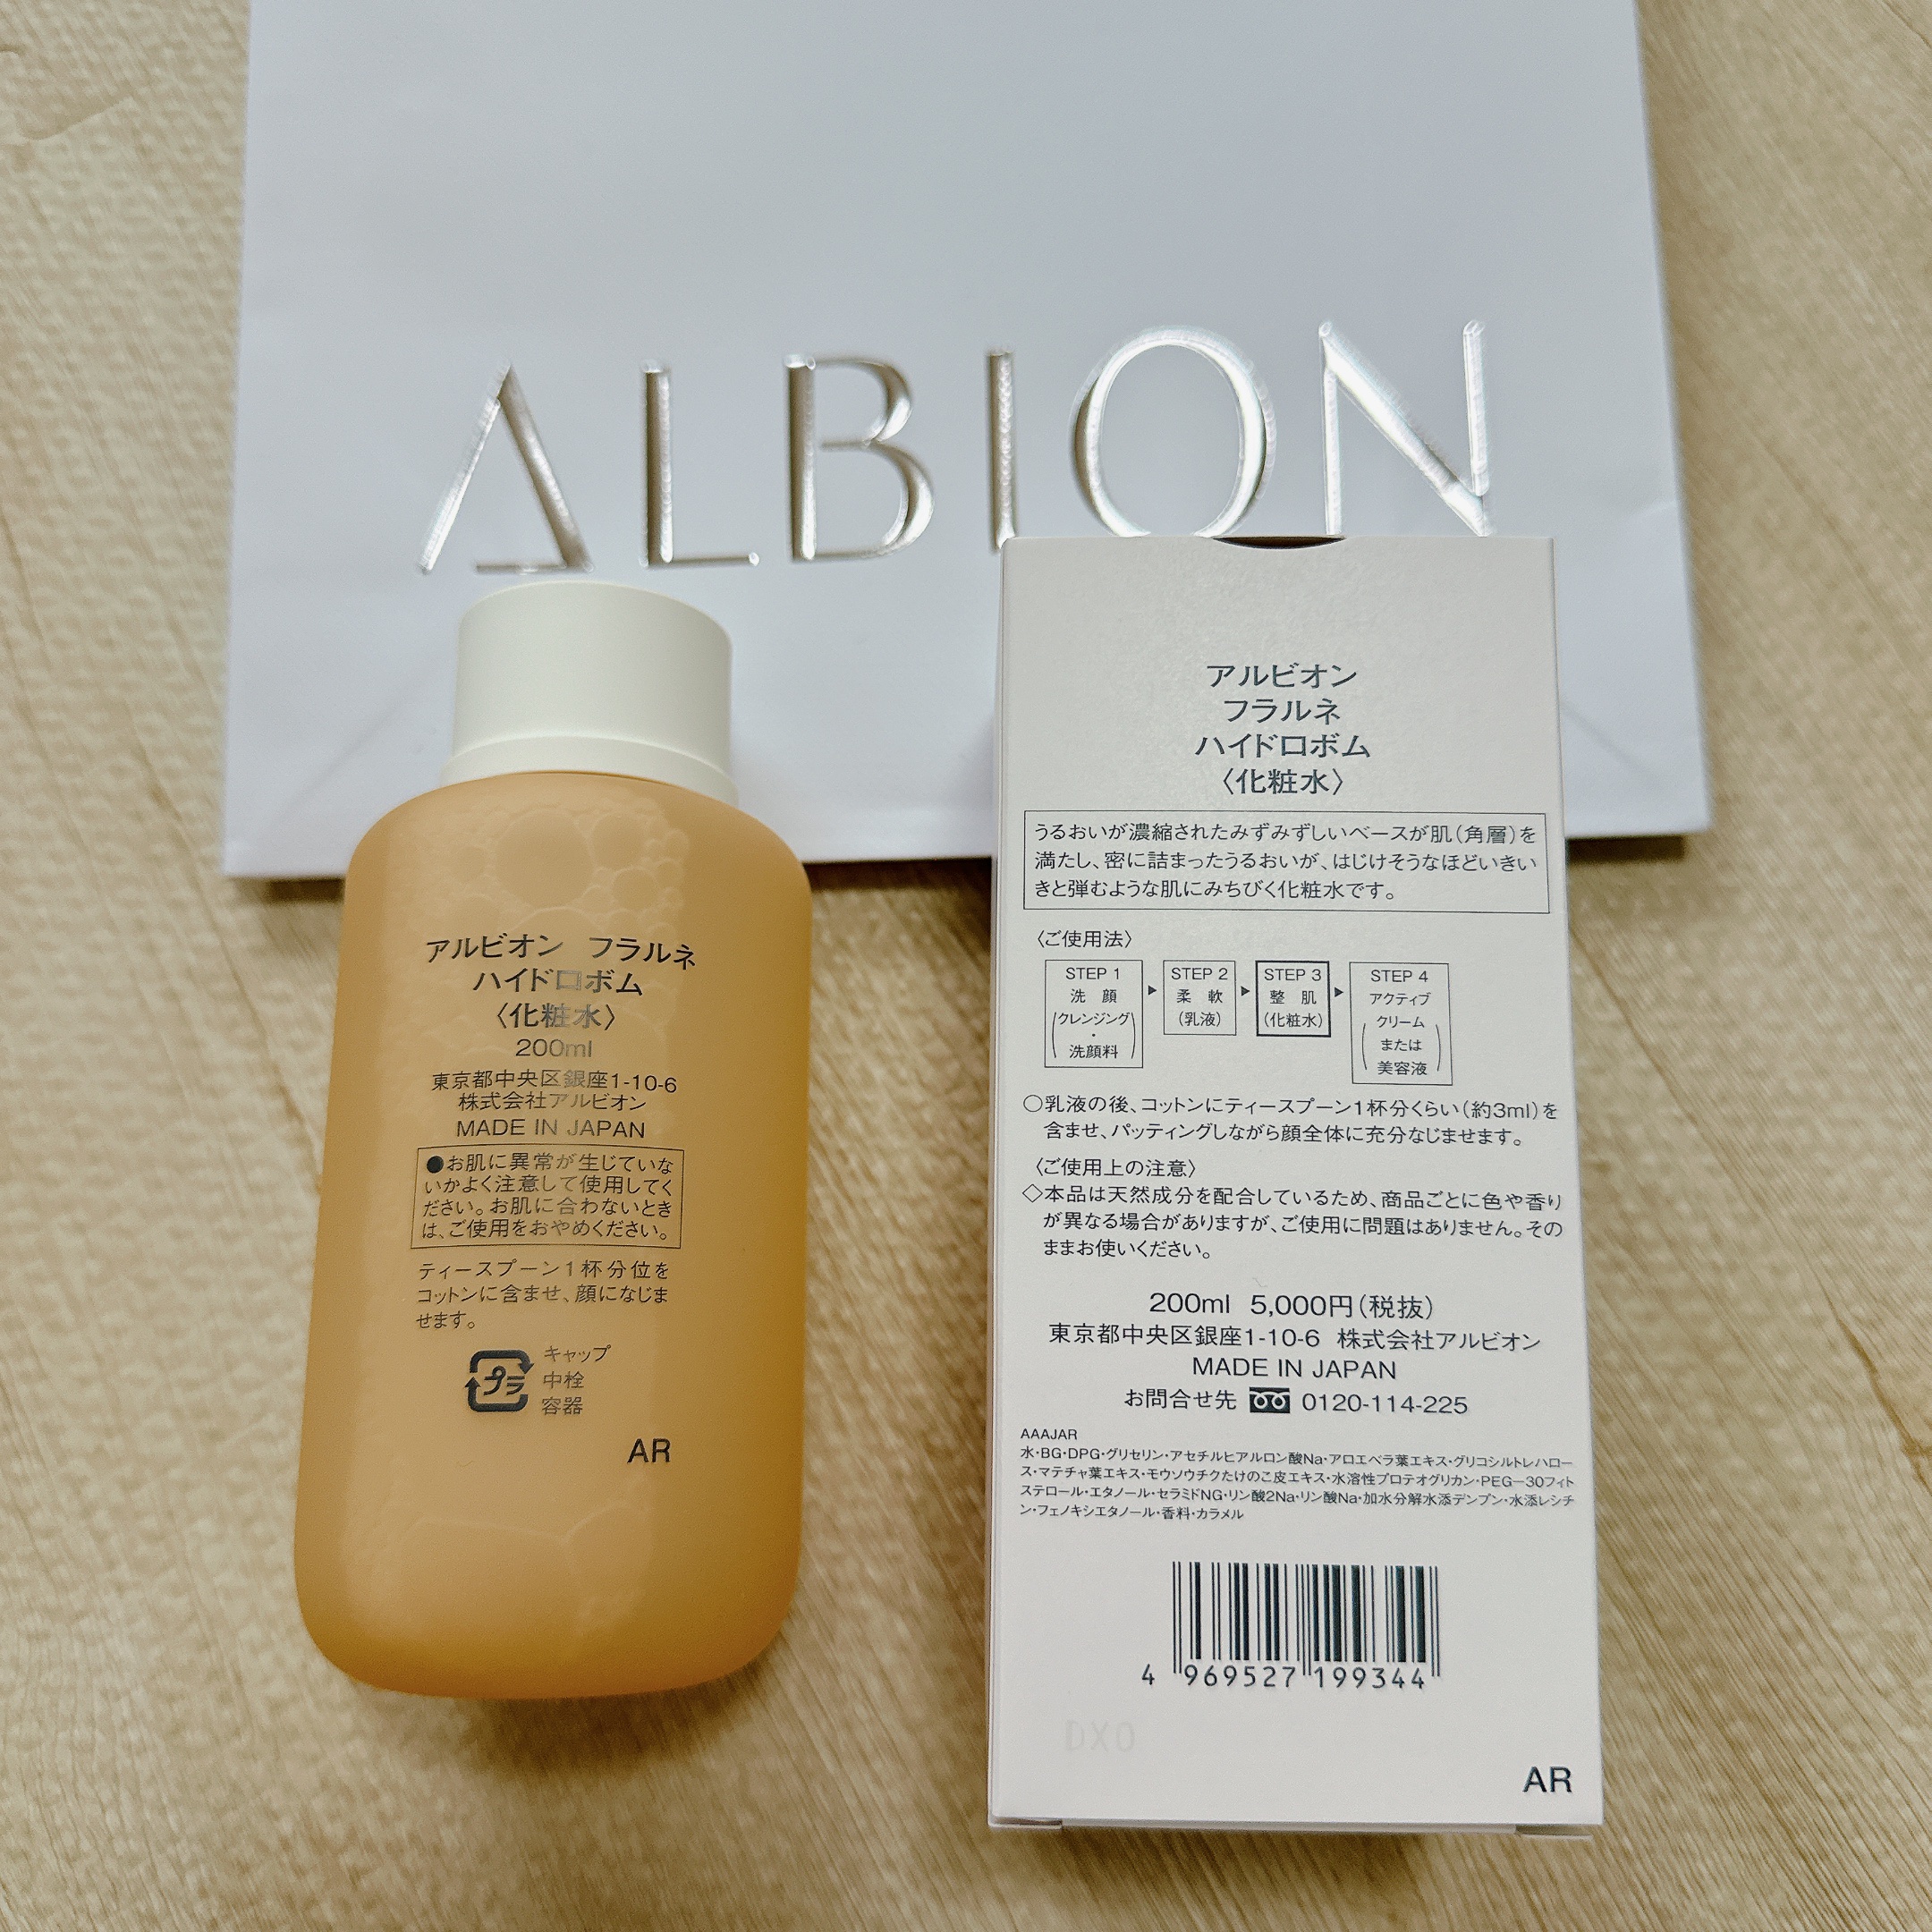 ALBION
アルビオン フラルネ
ハイドロボム
〈化粧水〉
200ml
東京都中央区銀座1-10-6
株式会社アルビオン
MADE IN JAPAN
●お肌に異常が生じていな
いかよく注意して使用してく
ださい。お肌に合わないとき
は、ご使用をおやめください。
ティースプーン1杯分位を
コットンに含ませ、顔になじま
せます。
プラ
キャップ
中栓
容器
AR
アルビオン
フラルネ
ハイドロボム
〈化粧水〉
うるおいが濃縮されたみずみずしいベースが肌(角層)を
満たし、密に詰まったうるおいが、はじけそうなほどいきい
きと弾むような肌にみちびく化粧水です。
〈ご使用法〉
STEP 1
洗 顔
(クレンジング
・
洗顔料)
STEP 2
柔 軟
(乳液)
STEP 3
整 肌
(化粧水)
STEP 4
アクティブ
(クリーム
または
美容液)
○乳液の後、コットンにティースプーン1杯分くらい(約3ml)を
含ませ、パッティングしながら顔全体に充分なじませます。
〈ご使用上の注意〉
◇本品は天然成分を配合しているため、商品ごとに色や香り
が異なる場合がありますが、ご使用に問題はありません。その
ままお使いください。
200ml 5,000円(税抜)
東京都中央区銀座1-10-6 株式会社アルビオン
MADE IN JAPAN
お問合せ先 0120-114-225
AAAJAR
水・BG・DPG・グリセリン・アセチルヒアルロン酸Na・アロエベラ葉エキス・グリコシルトレハロー
ス・マテチャ葉エキス・モウソウチクたけのこ皮エキス・水溶性プロテオグリカン・PEG－30フィト
ステロール・エタノール・セラミドNG・リン酸2Na・リン酸Na・加水分解水添デンプン・水添レシチ
ン・フェノキシエタノール・香料・カラメル
4 969527 199344
DXO
AR